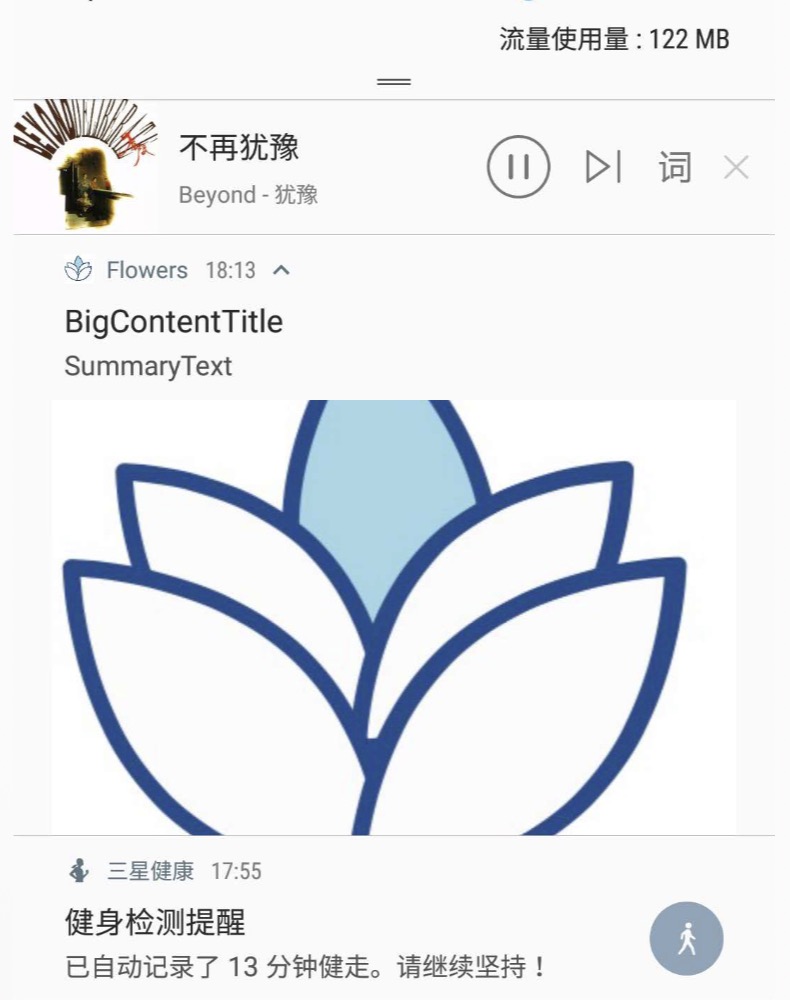 流量使用量 : 122 MB
BEYOND
不再犹豫
Beyond - 犹豫
词
Flowers 18:13
BigContentTitle
SummaryText
三星健康 17:55
健身检测提醒
已自动记录了 13 分钟健走。请继续坚持！